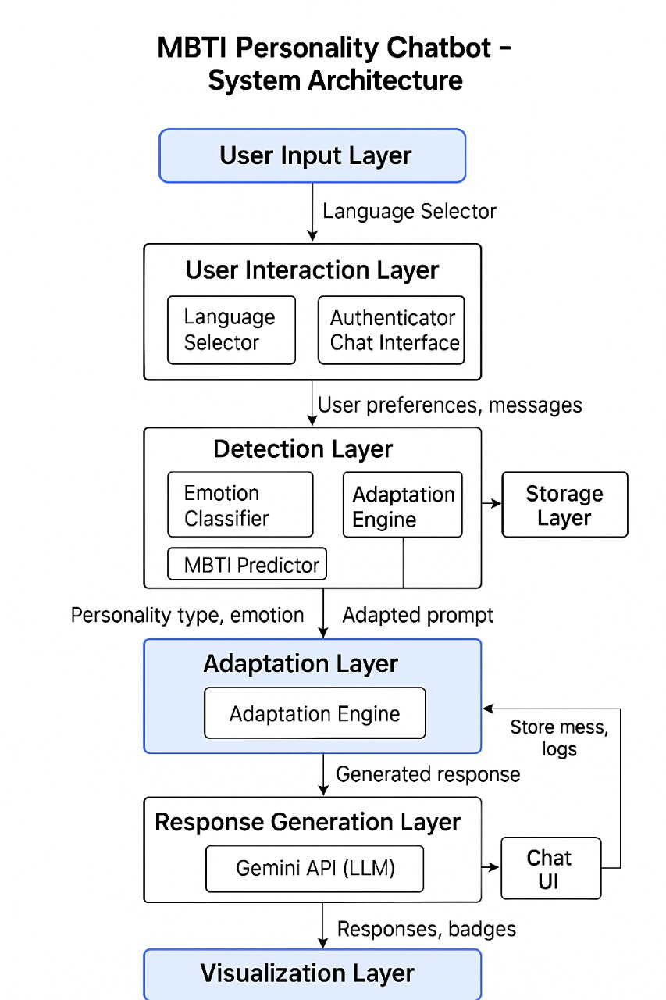 MBTI Personality Chatbot –
System Architecture
User Input Layer
Language Selector
User Interaction Layer
Language
Selector
Authenticator
Chat Interface
User preferences, messages
Detection Layer
Emotion
Classifier
Adaptation
Engine
Storage
Layer
MBTI Predictor
Personality type, emotion
Adapted prompt
Adaptation Layer
Adaptation Engine
Store mess,
logs
Generated response
Response Generation Layer
Gemini API (LLM)
Chat
UI
Responses, badges
Visualization Layer